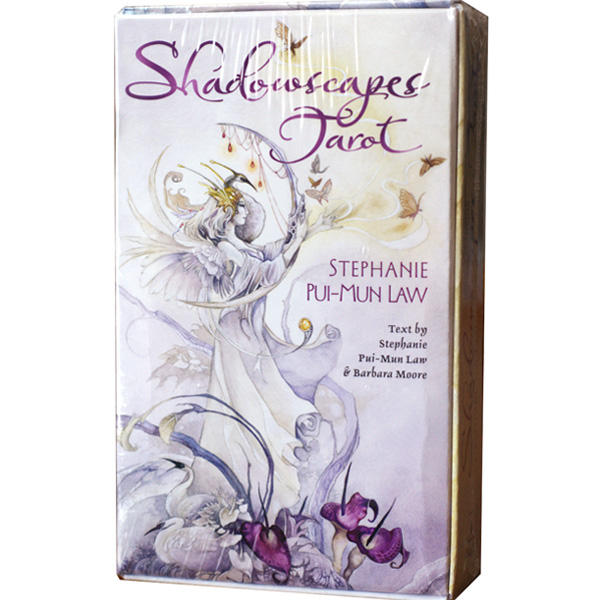 Shadowscapes
Tarot
STEPHANIE
PUI-MUN LAW
Text by
Stephanie
Pui-Mun Law
& Barbara Moore